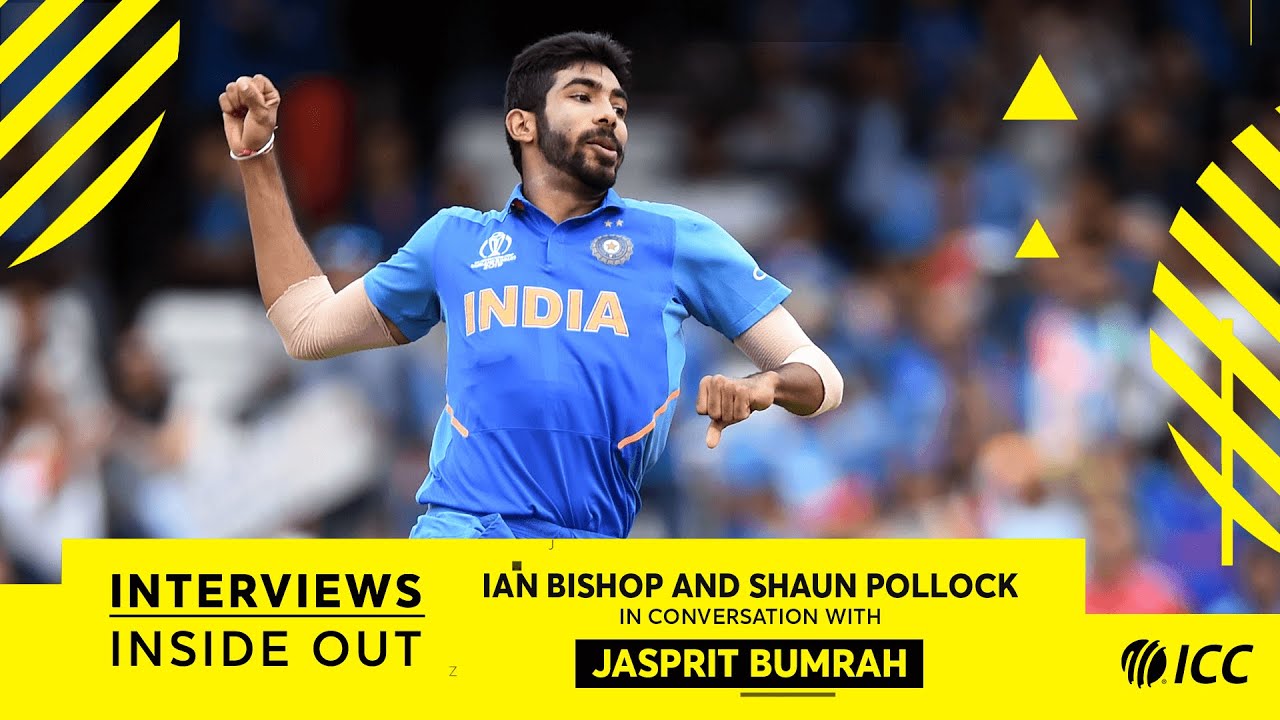 INDIA
INTERVIEWS
INSIDE OUT
IAN BISHOP AND SHAUN POLLOCK
IN CONVERSATION WITH
JASPRIT BUMRAH
J
Z
ICC